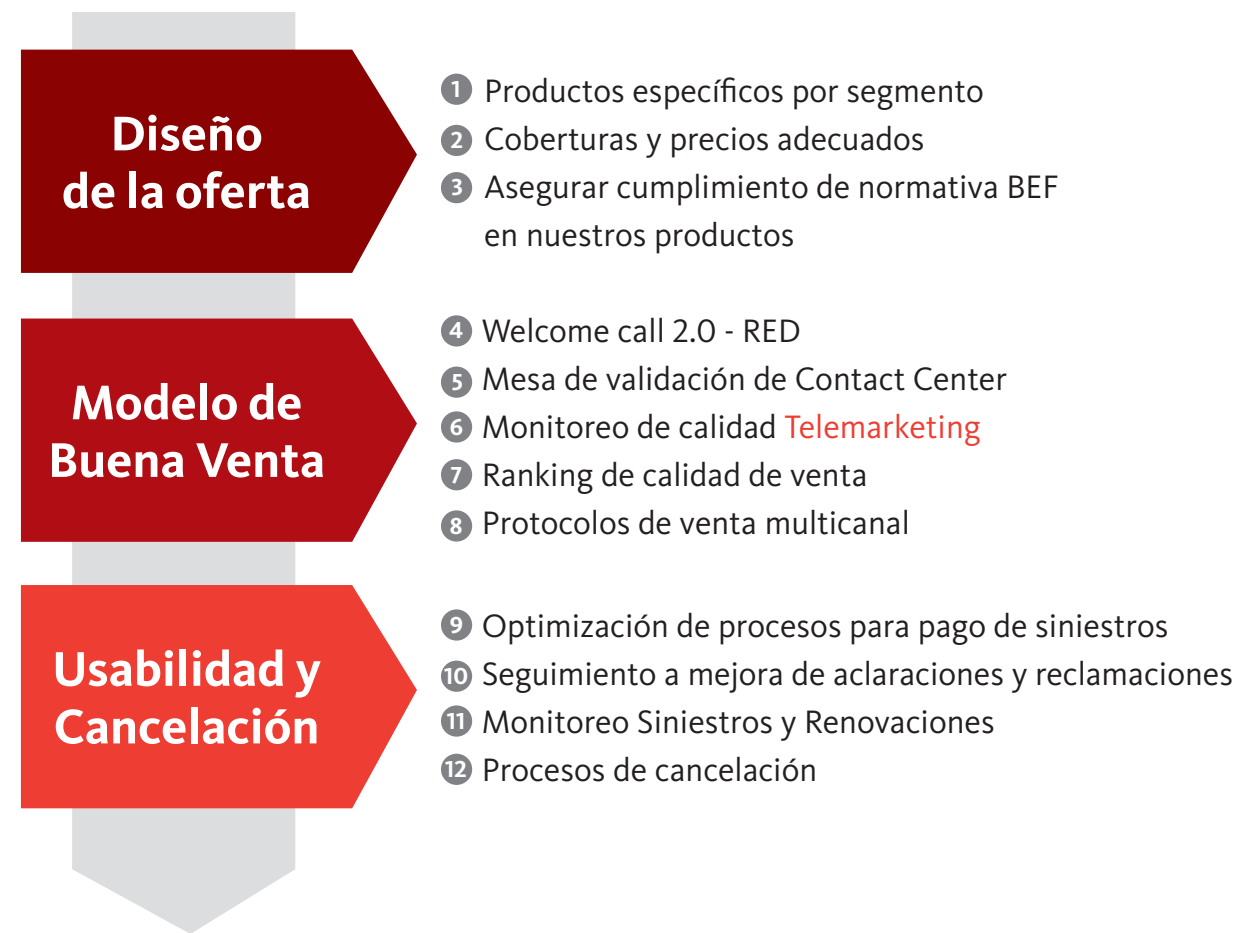 Diseño
de la oferta
1 Productos específicos por segmento
2 Coberturas y precios adecuados
3 Asegurar cumplimiento de normativa BEF
en nuestros productos
Modelo de
Buena Venta
4 Welcome call 2.0 - RED
5 Mesa de validación de Contact Center
6 Monitoreo de calidad Telemarketing
7 Ranking de calidad de venta
8 Protocolos de venta multicanal
Usabilidad y
Cancelación
9 Optimización de procesos para pago de siniestros
10 Seguimiento a mejora de aclaraciones y reclamaciones
11 Monitoreo Siniestros y Renovaciones
12 Procesos de cancelación